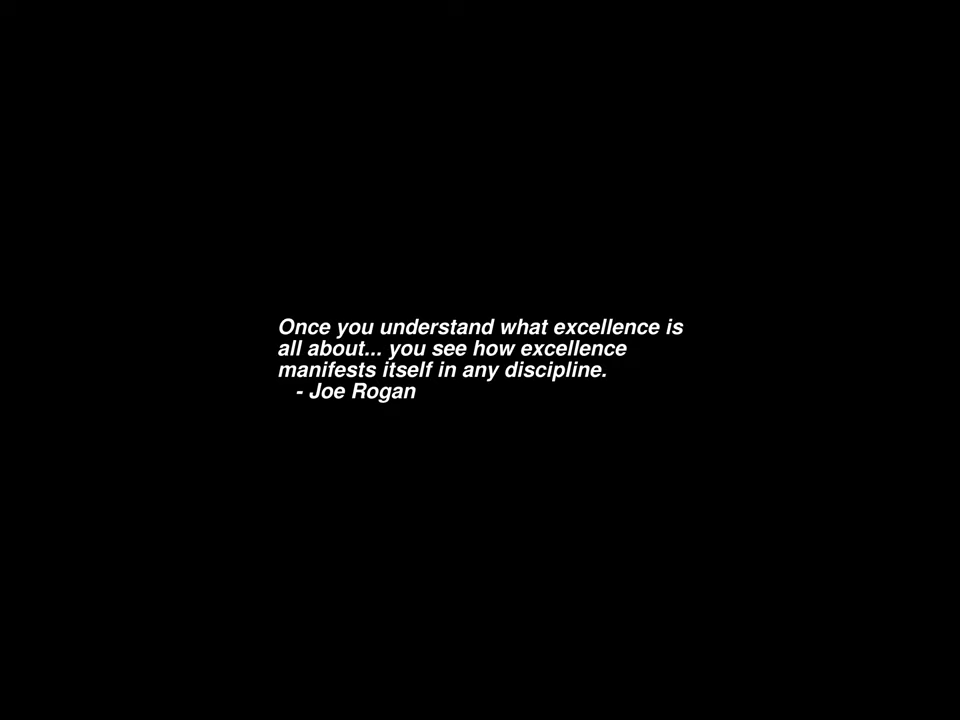 Once you understand what excellence is
all about... you see how excellence
manifests itself in any discipline.
- Joe Rogan